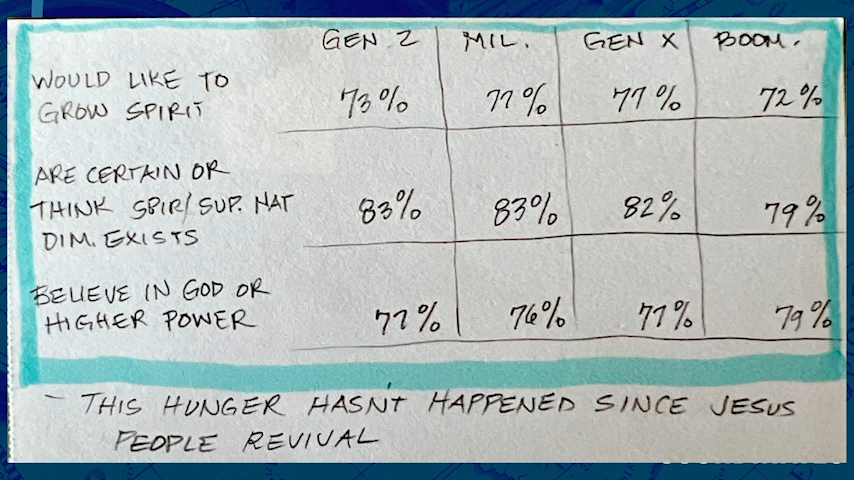 GEN Z MIL. GEN X BOOM.
WOULD LIKE TO
GROW SPIRIT 73% 77% 77% 72%
ARE CERTAIN OR
THINK SPIR/SUP. NAT 83% 83% 82% 79%
DIM. EXISTS
BELIEVE IN GOD OR
HIGHER POWER 77% 76% 77% 79%
- THIS HUNGER HASN'T HAPPENED SINCE JESUS
PEOPLE REVIVAL